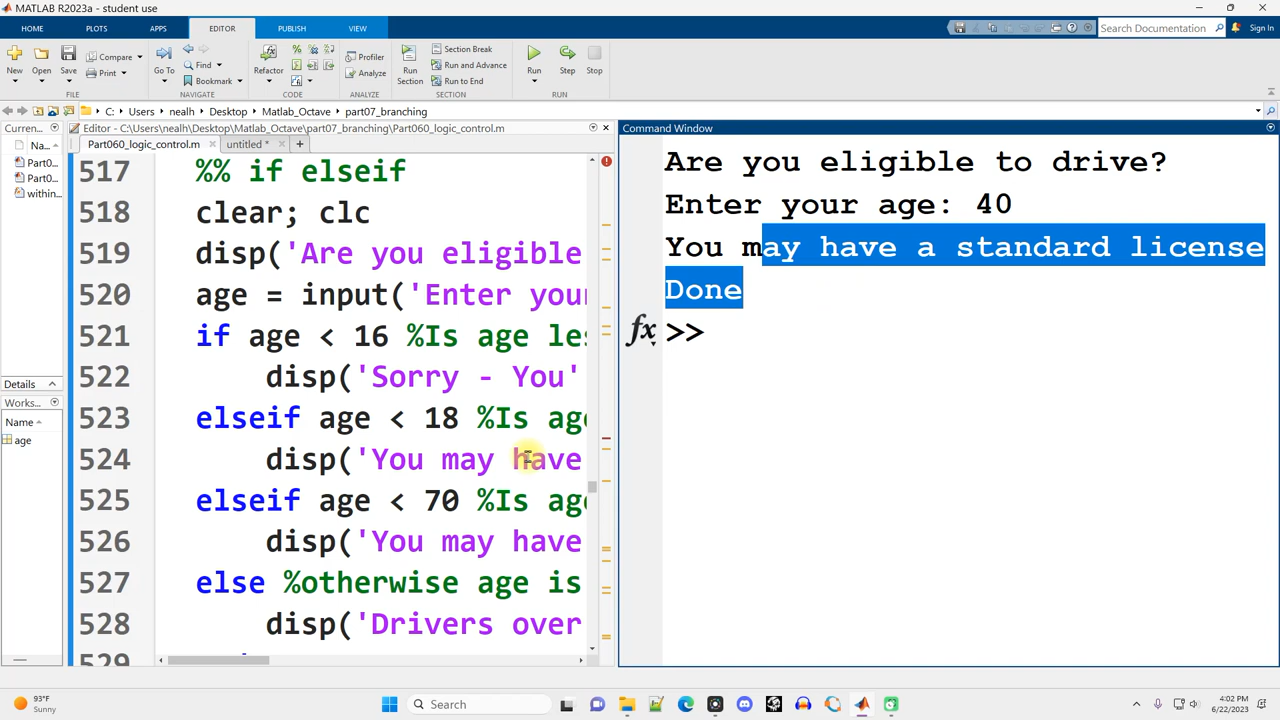 MATLAB R2023a - student use
HOME PLOTS APPS EDITOR PUBLISH VIEW Search Documentation Sign In
New Open Save Compare Print Go To Find Bookmark Refactor Profiler Analyze Run Section Section Break Run and Advance Run to End Run Step Stop
FILE NAVIGATE CODE ANALYZE SECTION RUN
C: Users nealh Desktop Matlab_Octave part07_branching
Curren...
Na...
Part0...
Part0...
within...
Details
Works...
Name
age
Editor - C:\Users\nealh\Desktop\Matlab_Octave\part07_branching\Part060_logic_control.m
Part060_logic_control.m untitled * +
517 %% if elseif
518 clear; clc
519 disp('Are you eligible
520 age = input('Enter your
521 if age < 16 %Is age les
522 disp('Sorry - You'
523 elseif age < 18 %Is age
524 disp('You may have
525 elseif age < 70 %Is age
526 disp('You may have
527 else %otherwise age is
528 disp('Drivers over
529
Command Window
Are you eligible to drive?
Enter your age: 40
You may have a standard license
Done
fx >>
93°F
Sunny
Search
4:02 PM
6/22/2023